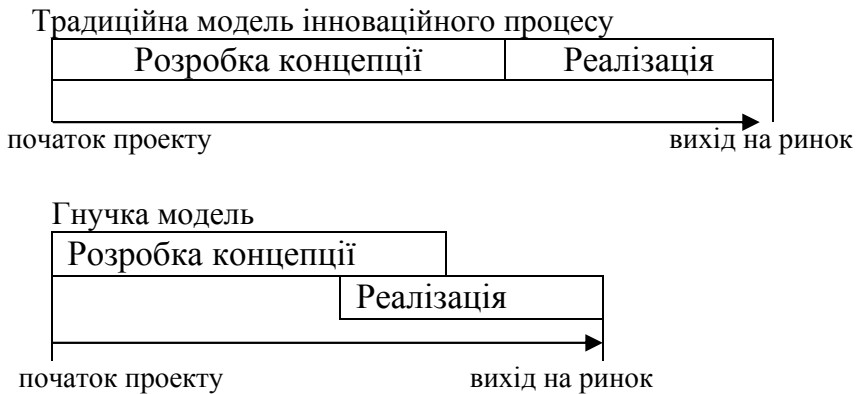 Традиційна модель інноваційного процесу
Розробка концепції Реалізація
початок проекту вихід на ринок
Гнучка модель
Розробка концепції
Реалізація
початок проекту вихід на ринок